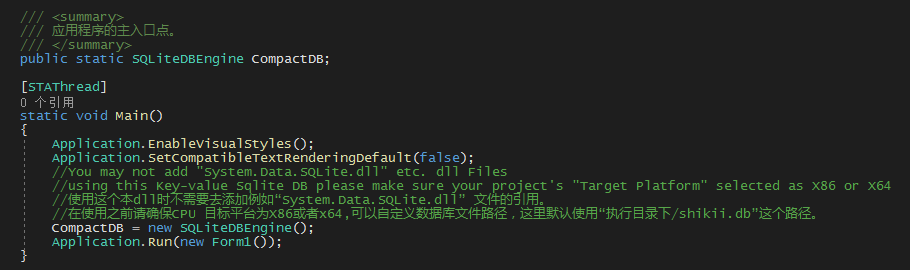 /// <summary>
/// 应用程序的主入口点。
/// </summary>
public static SQLiteDBEngine CompactDB;
[STAThread]
0 个引用
static void Main()
{
Application.EnableVisualStyles();
Application.SetCompatibleTextRenderingDefault(false);
//You may not add "System.Data.SQLite.dll" etc. dll Files
//using this Key-value Sqlite DB please make sure your project's "Target Platform" selected as X86 or X64
//使用这个本dll时不需要去添加例如“System.Data.SQLite.dll” 文件的引用。
//在使用之前请确保CPU 目标平台为X86或者X64,可以自定义数据库文件路径，这里默认使用“执行目录下/shikii.db”这个路径。
CompactDB = new SQLiteDBEngine();
Application.Run(new Form1());
}